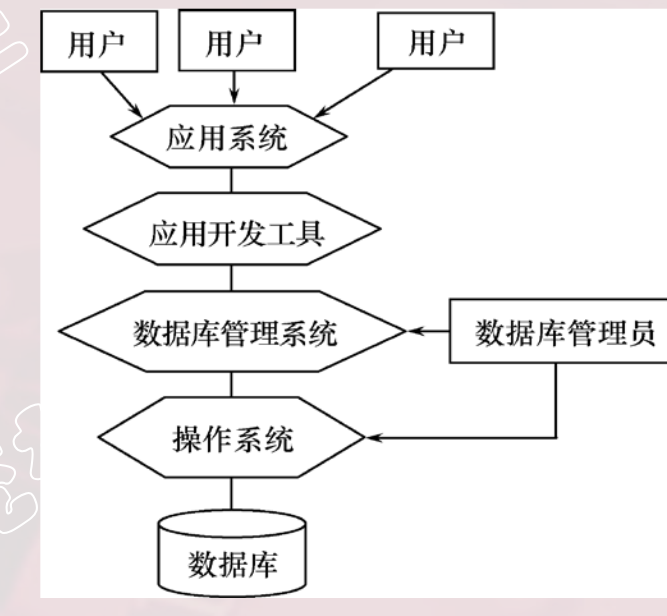 用户
用户
用户
应用系统
应用开发工具
数据库管理系统
数据库管理员
操作系统
数据库